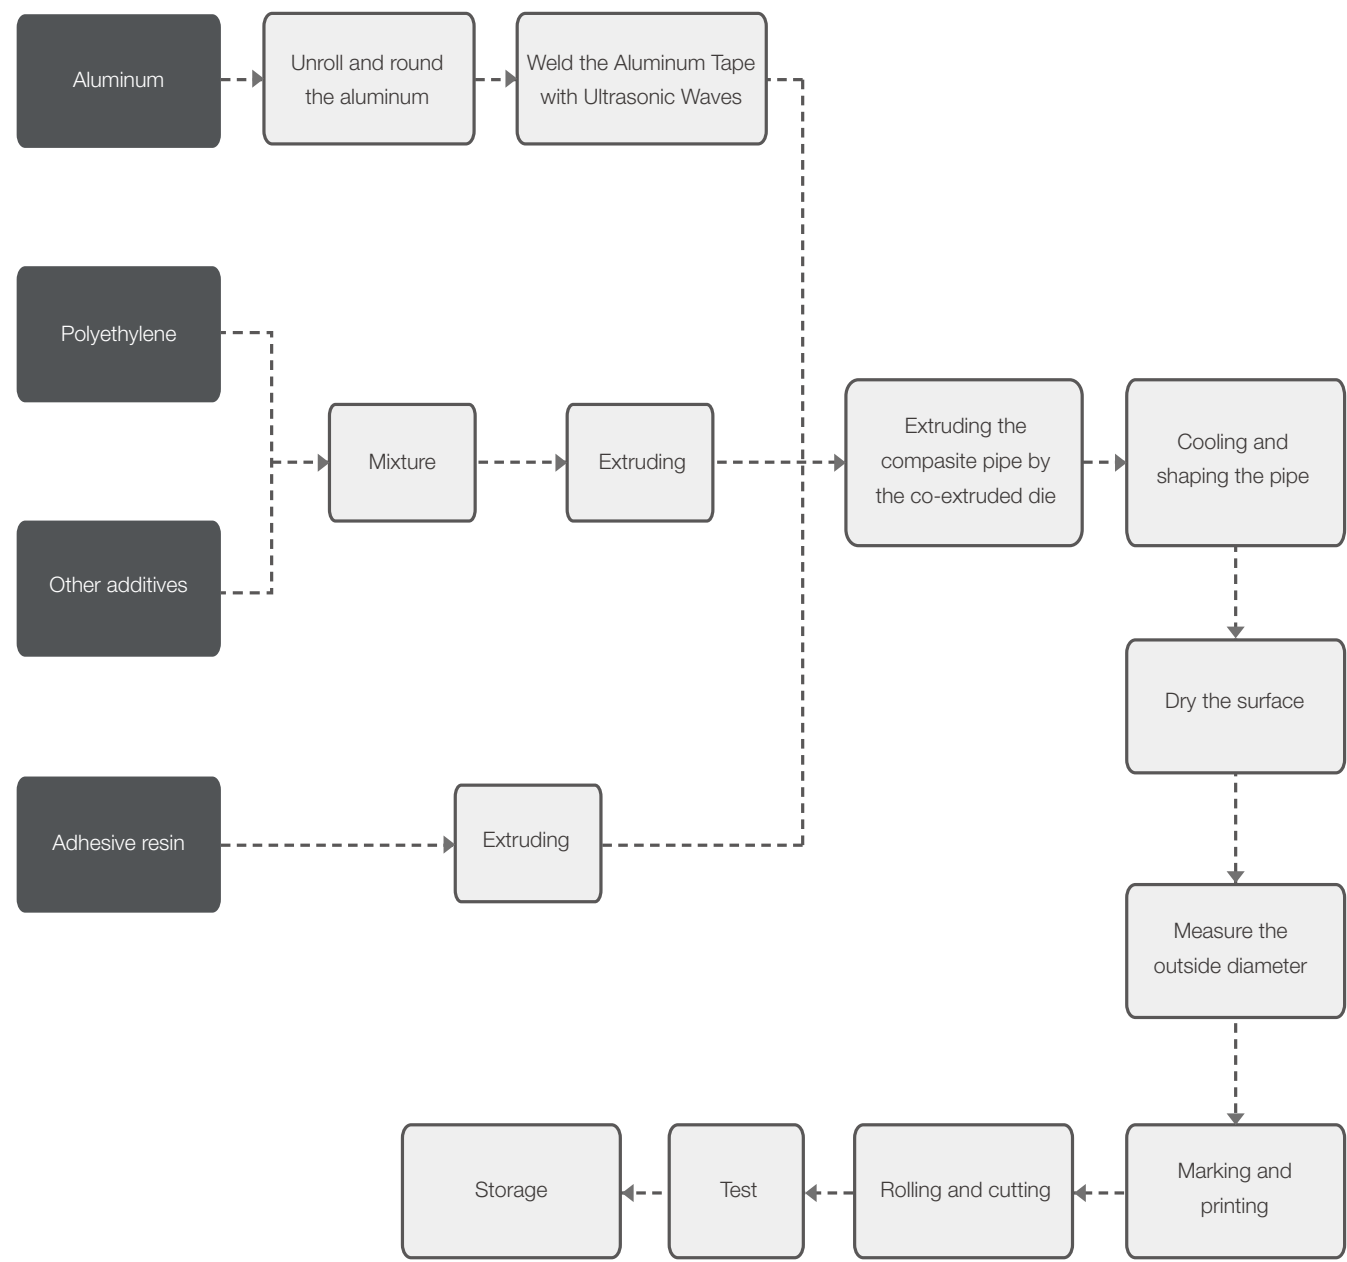 Aluminum
Unroll and round
the aluminum
Weld the Aluminum Tape
with Ultrasonic Waves
Polyethylene
Other additives
Mixture
Extruding
Extruding the
compasite pipe by
the co-extruded die
Cooling and
shaping the pipe
Dry the surface
Adhesive resin
Extruding
Measure the
outside diameter
Marking and
printing
Rolling and cutting
Test
Storage